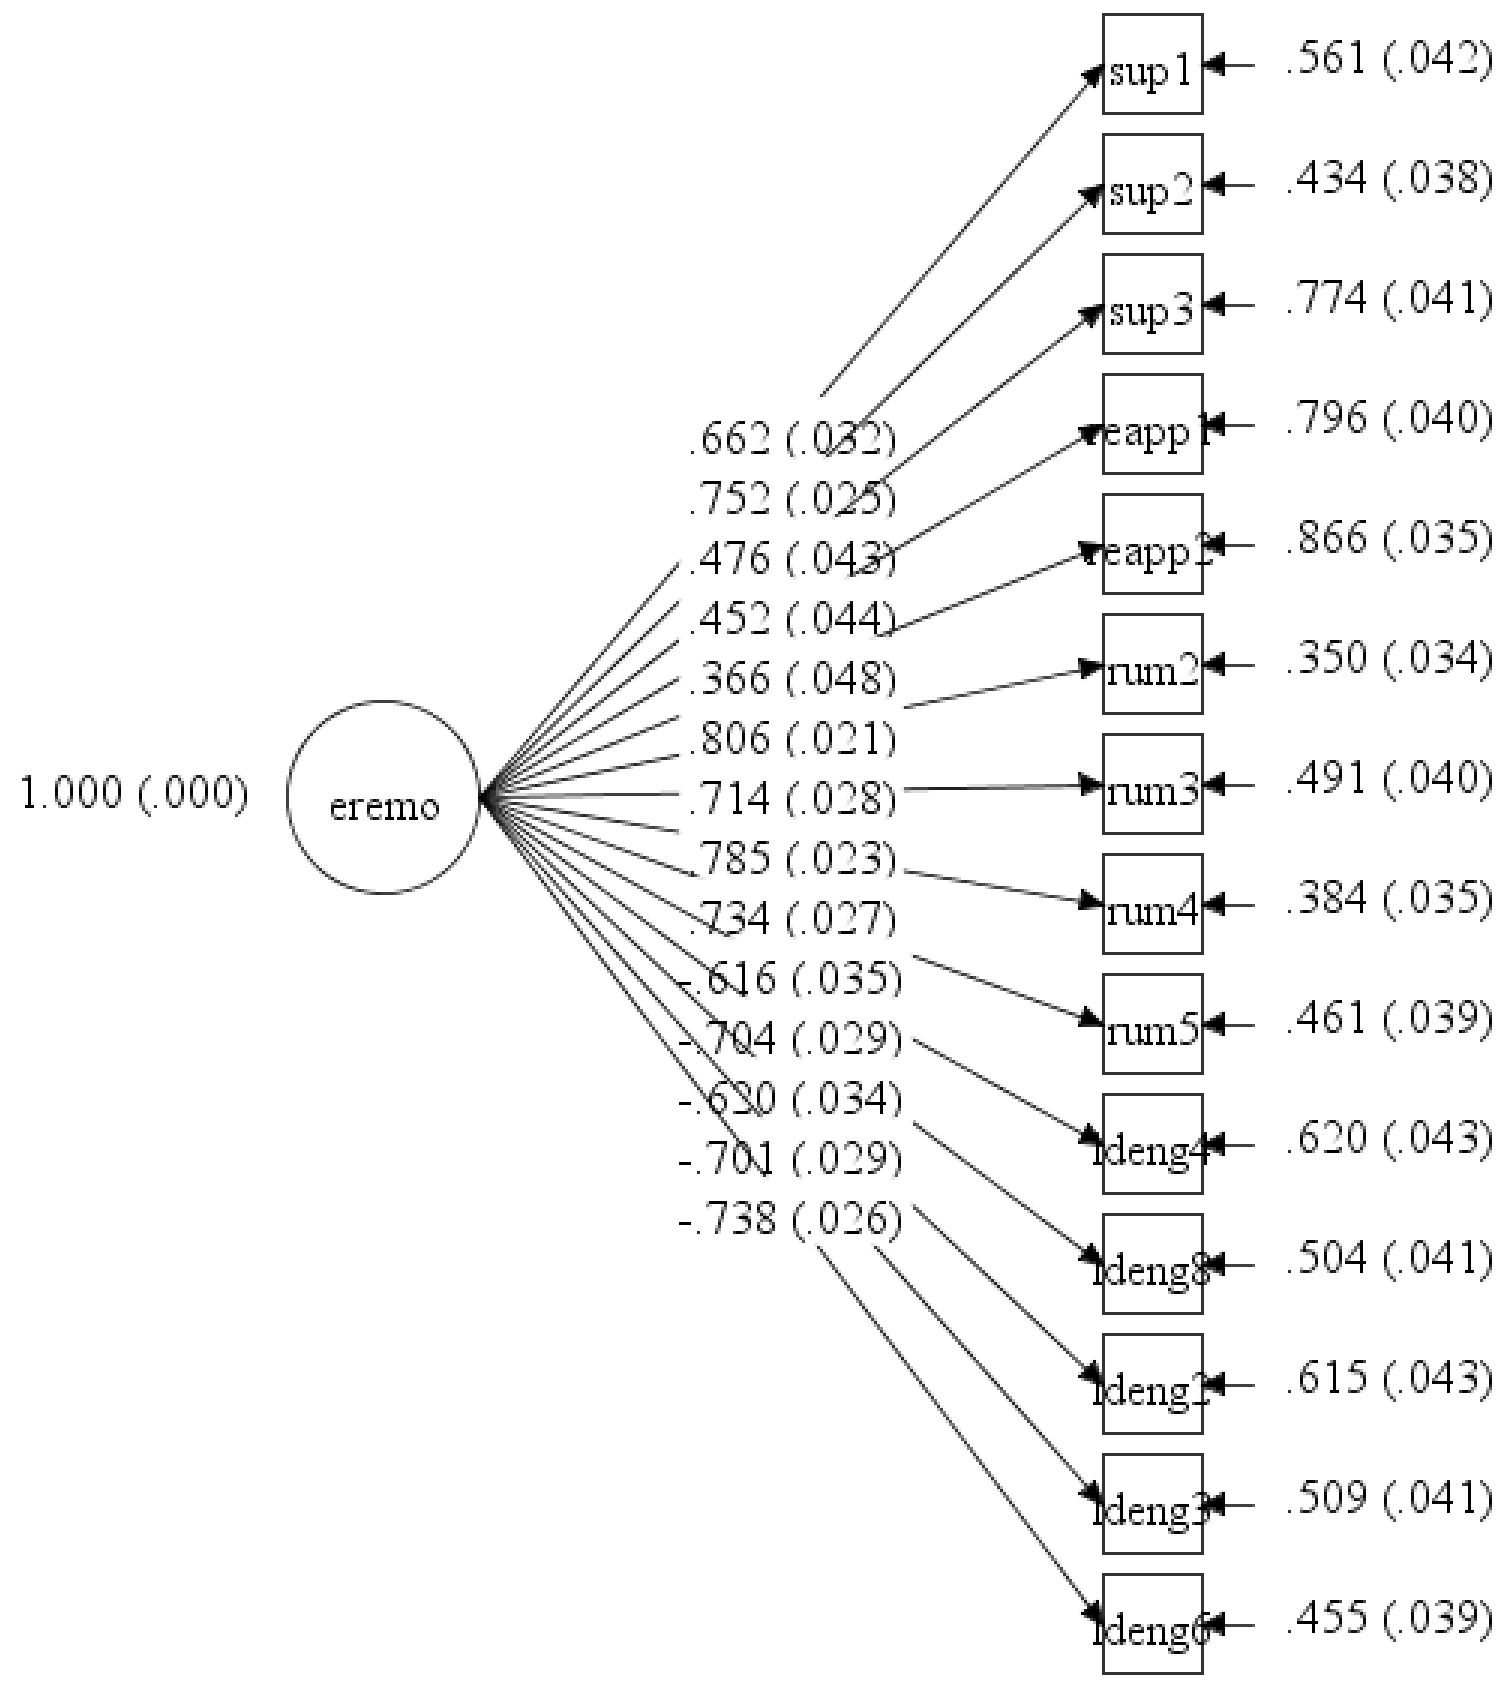 sup1 .561 (.042)
sup2 .434 (.038)
sup3 .774 (.041)
reapp1 .796 (.040)
reapp2 .866 (.035)
rum2 .350 (.034)
rum3 .491 (.040)
rum4 .384 (.035)
rum5 .461 (.039)
ldeng4 .620 (.043)
ldeng8 .504 (.041)
ldeng2 .615 (.043)
ldeng3 .509 (.041)
ldeng6 .455 (.039)
.662 (.032)
.752 (.025)
.476 (.043)
.452 (.044)
.366 (.048)
.806 (.021)
.714 (.028)
.785 (.023)
.734 (.027)
-.616 (.035)
-.704 (.029)
-.620 (.034)
-.701 (.029)
-.738 (.026)
1.000 (.000) eremo